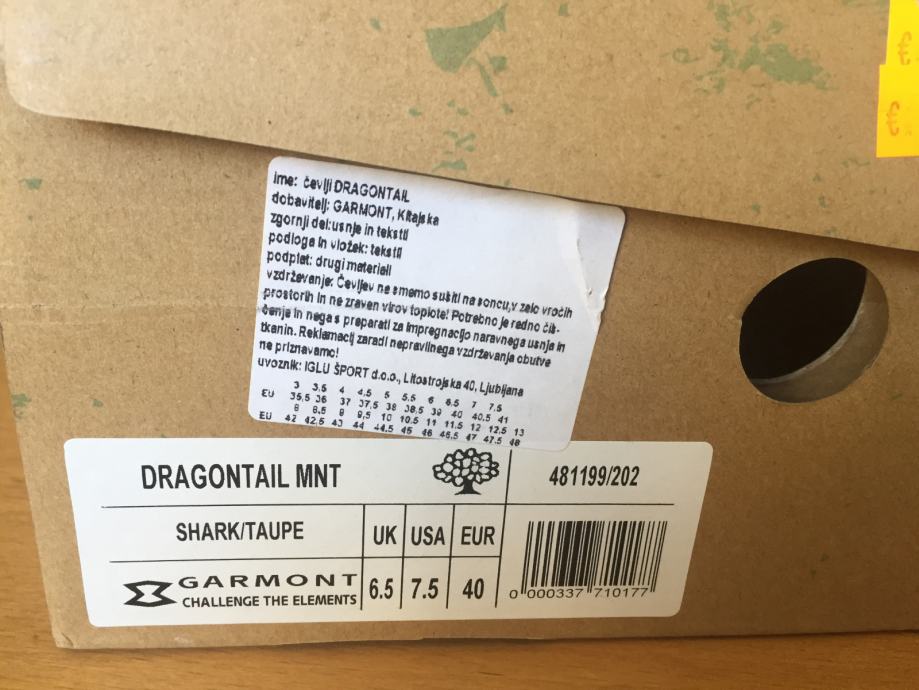 ime: čevlji DRAGONTAIL
dobavitelj: GARMONT, Kitajska
zgornji del:usnje in tekstil
podloga in vložek: tekstil
podplat: drugi materiali
vzdrževanje: Čevljev ne smemo sušiti na soncu,v zelo vročih
prostorih in ne zraven virov toplote! Potrebno je redno čiš-
čenje in nega s preparati za impregnacijo naravnega usnja in
tkanin. Reklamacij zaradi nepravilnega vzdrževanja obutve
ne priznavamo!
uvoznik: IGLU ŠPORT d.o.o., Litostrojska 40, Ljubljana
3 3.5 4 4.5 5 5.5 6 6.5 7 7.5
EU 35,5 36 37 37,5 38 38,5 39 40 40,5 41
8 8.5 9 9,5 10 10.5 11 11.5 12 12.5 13
EU 42 42,5 43 44 44,5 45 46 46,5 47 47,5 48
DRAGONTAIL MNT 481199/202
SHARK/TAUPE UK USA EUR
GARMONT 6.5 7.5 40
CHALLENGE THE ELEMENTS
0 000337 710177